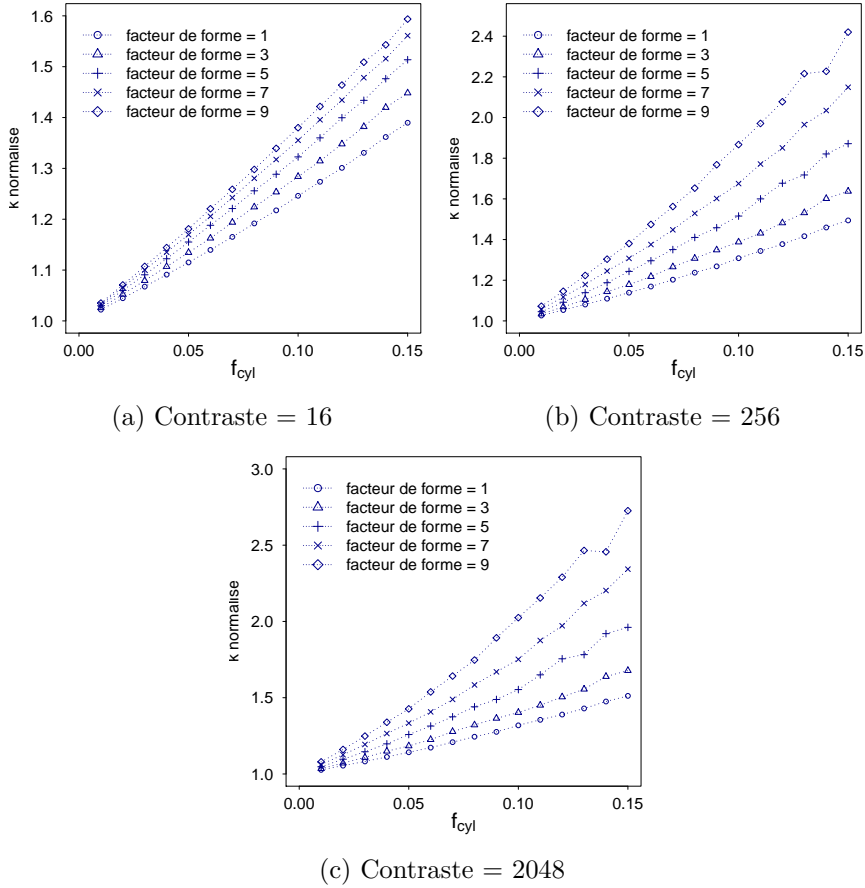 1.6
1.5
1.4
1.3
1.2
1.1
1.0
κ normalise
facteur de forme = 1
facteur de forme = 3
facteur de forme = 5
facteur de forme = 7
facteur de forme = 9
0.00 0.05 0.10 0.15
fcyl
(a) Contraste = 16
2.4
2.2
2.0
1.8
1.6
1.4
1.2
1.0
κ normalise
facteur de forme = 1
facteur de forme = 3
facteur de forme = 5
facteur de forme = 7
facteur de forme = 9
0.00 0.05 0.10 0.15
fcyl
(b) Contraste = 256
3.0
2.5
2.0
1.5
1.0
κ normalise
facteur de forme = 1
facteur de forme = 3
facteur de forme = 5
facteur de forme = 7
facteur de forme = 9
0.00 0.05 0.10 0.15
fcyl
(c) Contraste = 2048